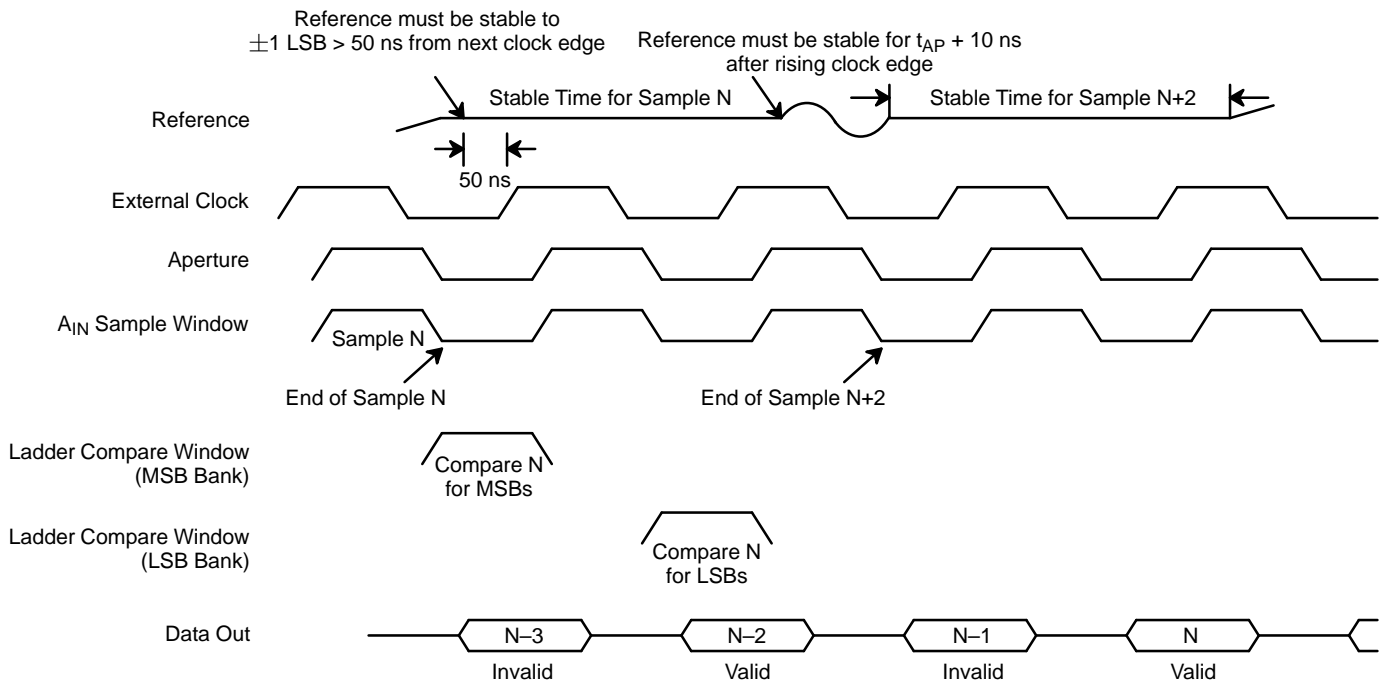 Reference must be stable to
±1 LSB > 50 ns from next clock edge
Reference must be stable for tAP + 10 ns
after rising clock edge
Reference
Stable Time for Sample N
Stable Time for Sample N+2
50 ns
External Clock
Aperture
AIN Sample Window
Sample N
End of Sample N
End of Sample N+2
Ladder Compare Window
(MSB Bank)
Compare N
for MSBs
Ladder Compare Window
(LSB Bank)
Compare N
for LSBs
Data Out
N–3
N–2
N–1
N
Invalid
Valid
Invalid
Valid